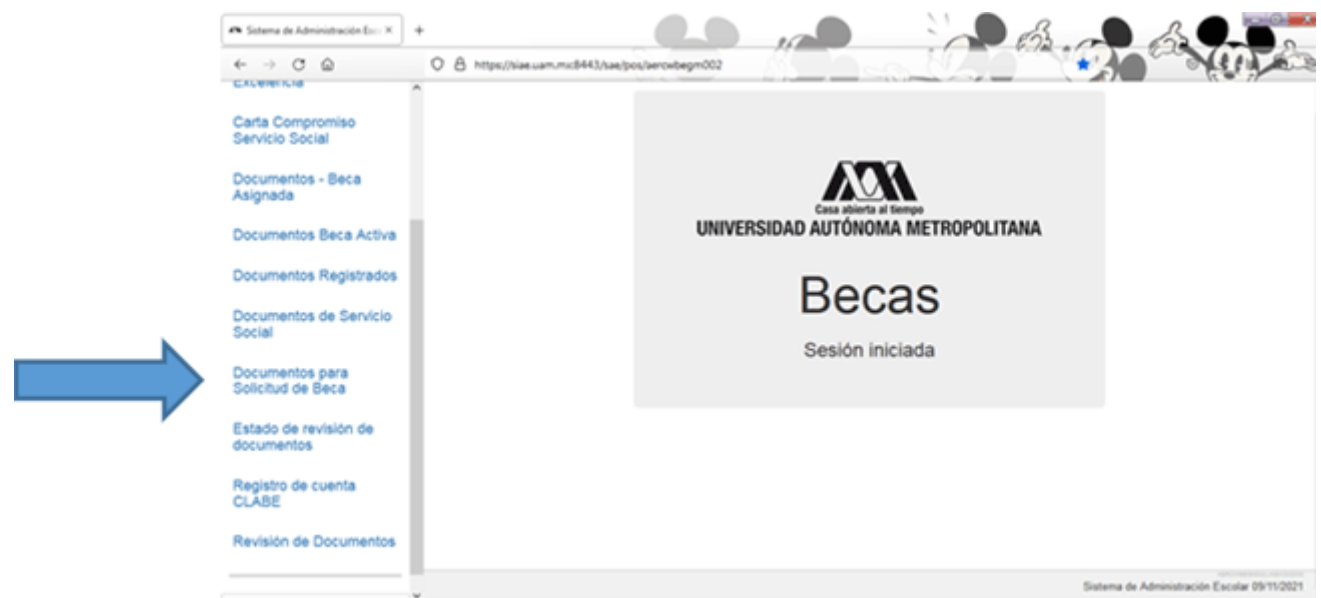 Sistema de Administración Esco
https://siae.uam.mx:8443/sae/pos/aercwbegm002
Excelencia
Carta Compromiso
Servicio Social
Documentos - Beca
Asignada
Documentos Beca Activa
Documentos Registrados
Documentos de Servicio
Social
Documentos para
Solicitud de Beca
Estado de revisión de
documentos
Registro de cuenta
CLABE
Revisión de Documentos
Casa abierta al tiempo
UNIVERSIDAD AUTÓNOMA METROPOLITANA
Becas
Sesión iniciada
Sistema de Administración Escolar 09/11/2021